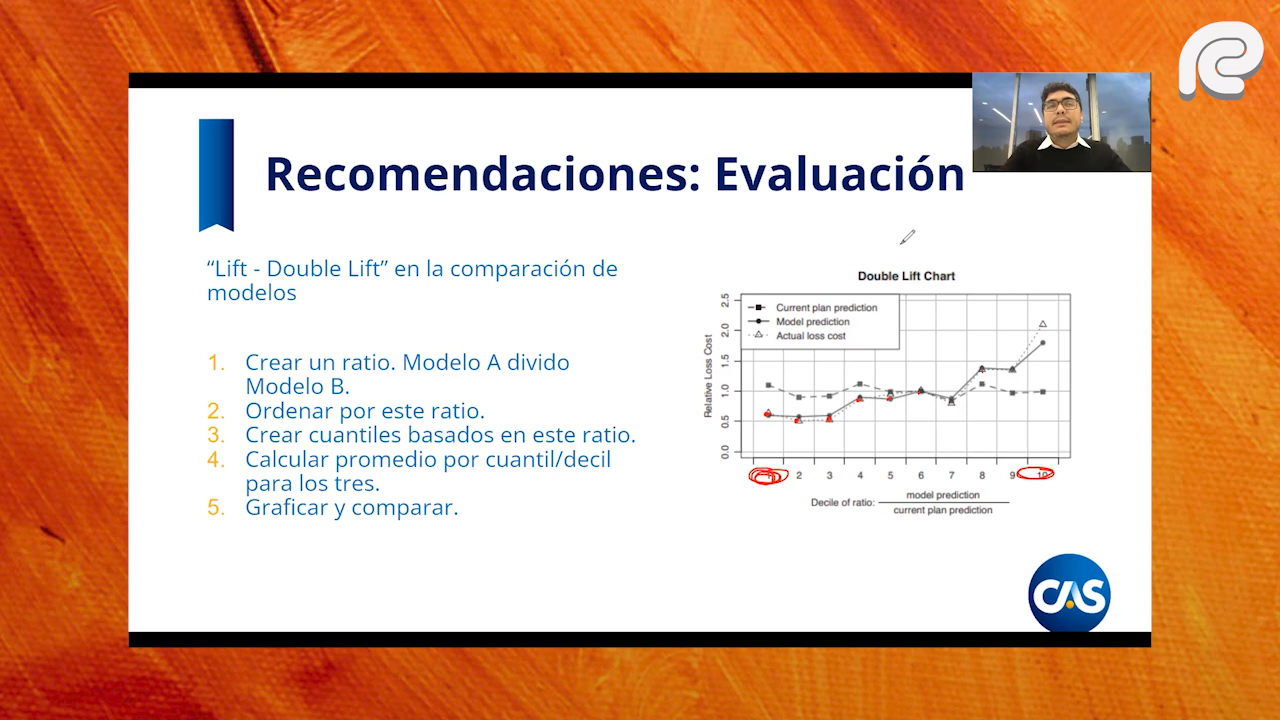 Recomendaciones: Evaluación
“Lift - Double Lift” en la comparación de
modelos
1. Crear un ratio. Modelo A divido
Modelo B.
2. Ordenar por este ratio.
3. Crear cuantiles basados en este ratio.
4. Calcular promedio por cuantil/decil
para los tres.
5. Graficar y comparar.
Double Lift Chart
Current plan prediction
Model prediction
Actual loss cost
Relative Loss Cost
2.5
2.0
1.5
1.0
0.5
0.0
1 2 3 4 5 6 7 8 9 10
Decile of ratio: model prediction
current plan prediction
CAS